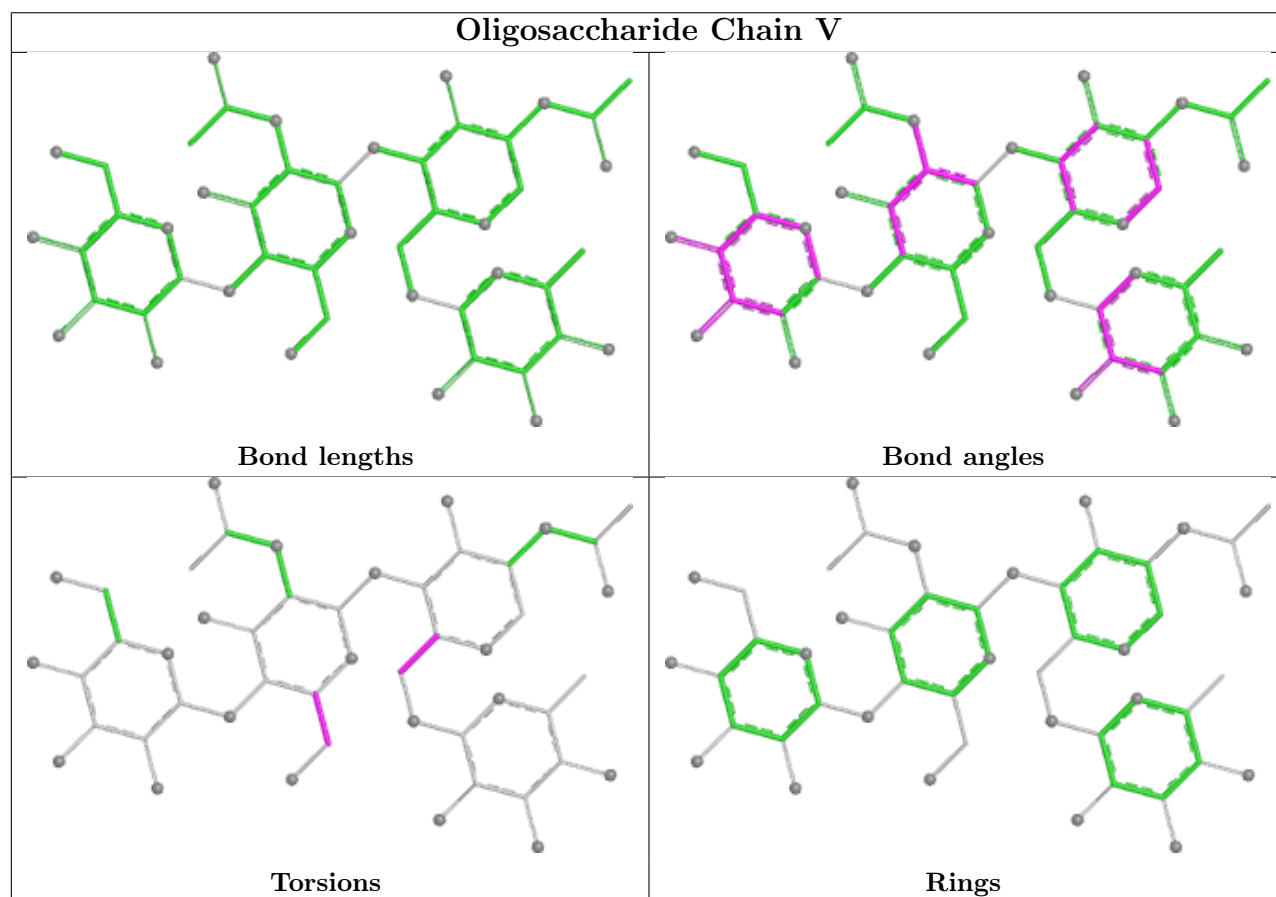 Oligosaccharide Chain V
Bond lengths
Bond angles
Torsions
Rings